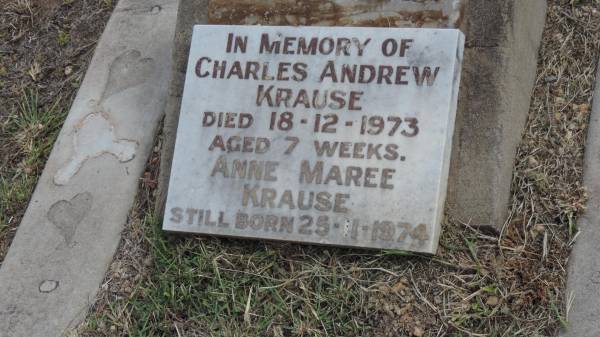 IN MEMORY OF
CHARLES ANDREW
KRAUSE
DIED 18-12-1973
AGED 7 WEEKS.
ANNE MAREE
KRAUSE
STILL BORN 25-1-1974